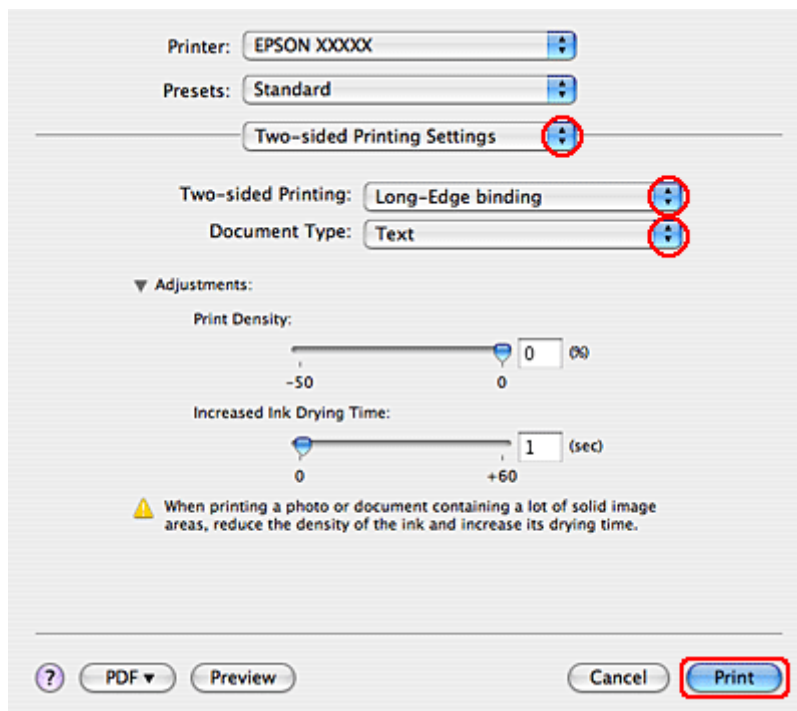 Printer: EPSON XXXXX
Presets: Standard
Two-sided Printing Settings
Two-sided Printing: Long-Edge binding
Document Type: Text
▼ Adjustments:
Print Density:
0 (%)
-50 0
Increased Ink Drying Time:
1 (sec)
0 +60
When printing a photo or document containing a lot of solid image
areas, reduce the density of the ink and increase its drying time.
? PDF ▼ Preview Cancel Print